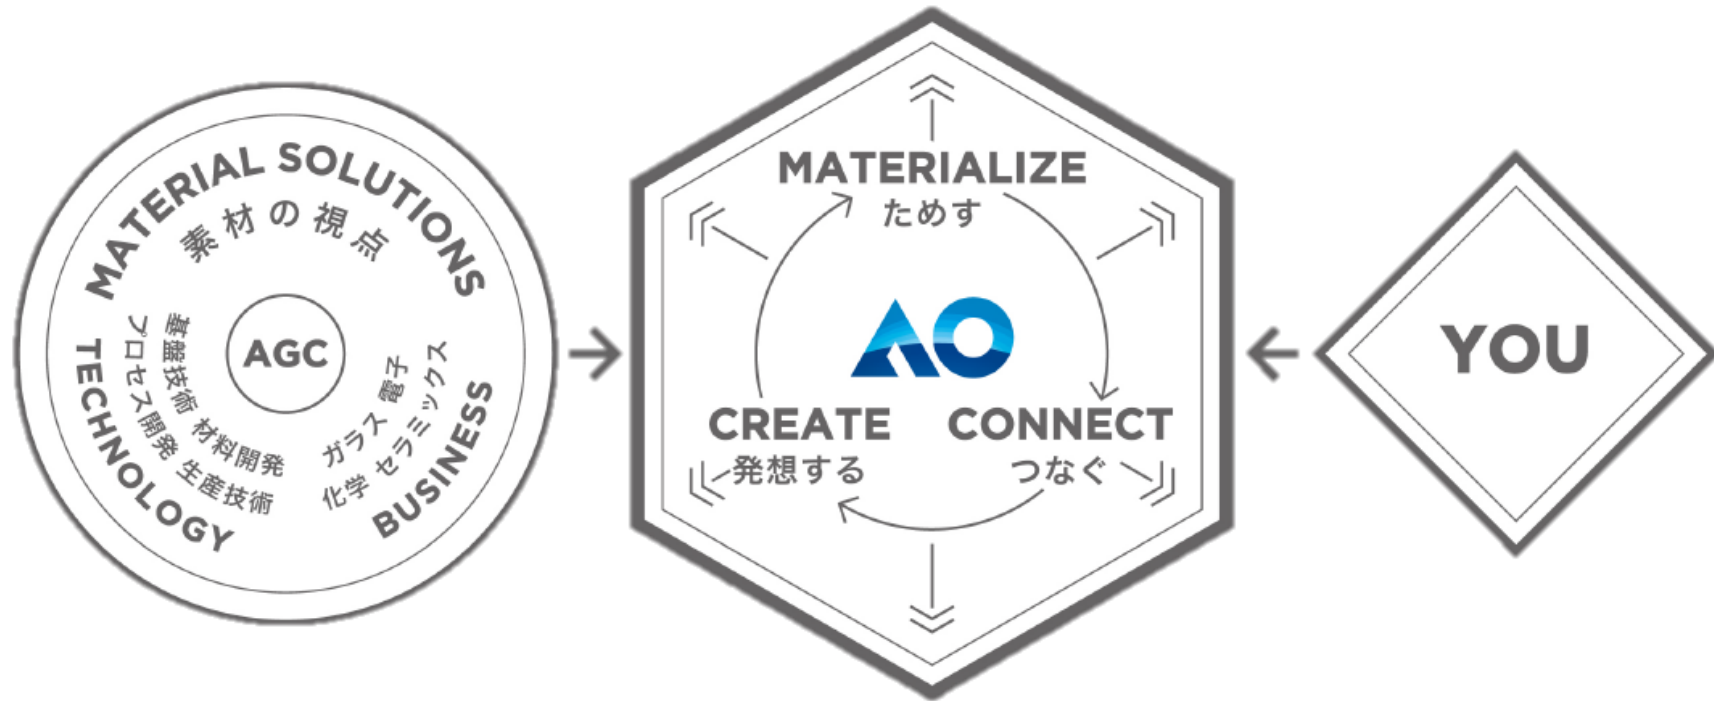 MATERIAL SOLUTIONS
素材の視点
AGC
TECHNOLOGY
プロセス開発 生産技術
基盤技術 材料開発
ガラス 電子
化学 セラミックス
BUSINESS
MATERIALIZE
ためす
AO
CREATE
発想する
CONNECT
つなぐ
YOU